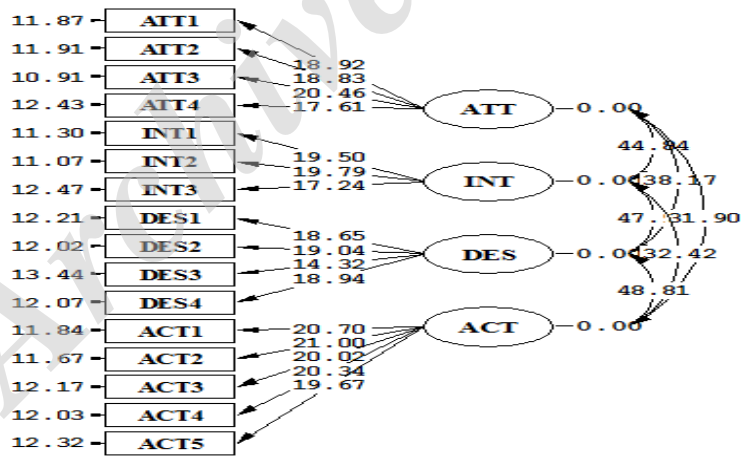 11.87 ATT1
11.91 ATT2
10.91 ATT3
12.43 ATT4
11.30 INT1
11.07 INT2
12.47 INT3
12.21 DES1
12.02 DES2
13.44 DES3
12.07 DES4
11.84 ACT1
11.67 ACT2
12.17 ACT3
12.03 ACT4
12.32 ACT5
18.92
18.83
20.46
17.61
19.50
19.79
17.24
18.65
19.04
14.32
18.94
20.70
21.00
20.02
20.34
19.67
ATT 0.00
INT 0.00
DES 0.00
ACT 0.00
44.84
38.17
31.90
32.42
48.81
Archive